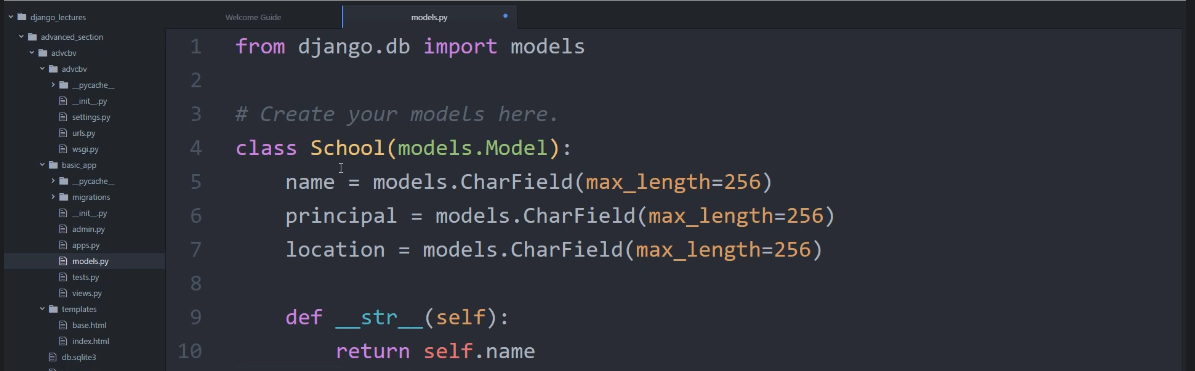 django_lectures
advanced_section
advcbv
advcbv
__pycache__
__init__.py
settings.py
urls.py
wsgi.py
basic_app
__pycache__
migrations
__init__.py
admin.py
apps.py
models.py
tests.py
views.py
templates
base.html
index.html
db.sqlite3
Welcome Guide
models.py
1 from django.db import models
2
3 # Create your models here.
4 class School(models.Model):
5 name = models.CharField(max_length=256)
6 principal = models.CharField(max_length=256)
7 location = models.CharField(max_length=256)
8
9 def __str__(self):
10 return self.name